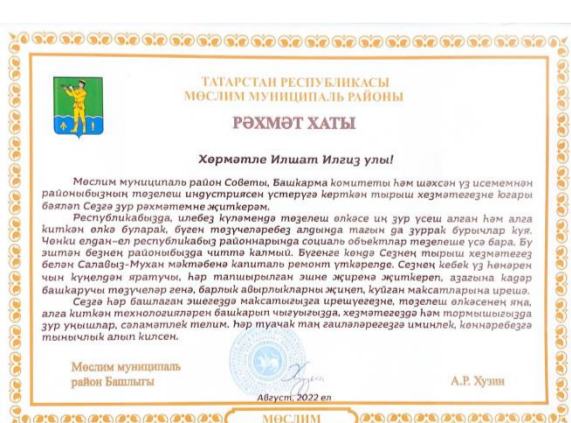 ТАТАРСТАН РЕСПУБЛИКАСЫ
МӨСЛИМ МУНИЦИПАЛЬ РАЙОНЫ
РӘХМӘТ ХАТЫ
Хөрмәтле Илшат Илгиз улы!
Мөслим муниципаль район Советы, Башкарма комитеты һәм шәхсән үз исемемнән
районыбызның төзелеш индустриясен үстерүгә керткән тырыш хезмәтегезне югары
бәяләп Сезгә зур рәхмәтемне җиткерәм.
Республикабызда, илебез күләмендә төзелеш өлкәсе иң зур үсеш алган һәм алга
киткән өлкә буларак, бүген төзүчеләребез алдында тагын да зуррак бурычлар куя.
Чөнки елдан-ел республикабыз районнарында социаль объектлар төзелеше үсә бара. Бу
эштән безнең районыбызда читтә калмый. Бүгенге көндә Сезнең тырыш хезмәтегез
белән Салавыз-Мухан мәктәбенә капиталь ремонт үткәрелде. Сезнең кебек үз һөнәрен
чын күңелдән яратучы, һәр тапшырылган эшне җиренә җиткереп, азагына кадәр
башкаручы төзүчеләр генә, барлык авырлыкларны җиңеп, куйган максатларына ирешә.
Сезгә һәр башлаган эшегездә максатыгызга ирешүегезне, төзелеш өлкәсенең яңа,
алга киткән технологияләрен башкарып чыгуыгызда, хезмәтегездә һәм тормышыгызда
зур уңышлар, сәламәтлек телим. Һәр туачак таң гаиләләрегезгә иминлек, көннәребезгә
тынычлык алып килсен.
Мөслим муниципаль
район Башлыгы
А.Р. Хузин
Август, 2022 ел
МӨСЛИМ